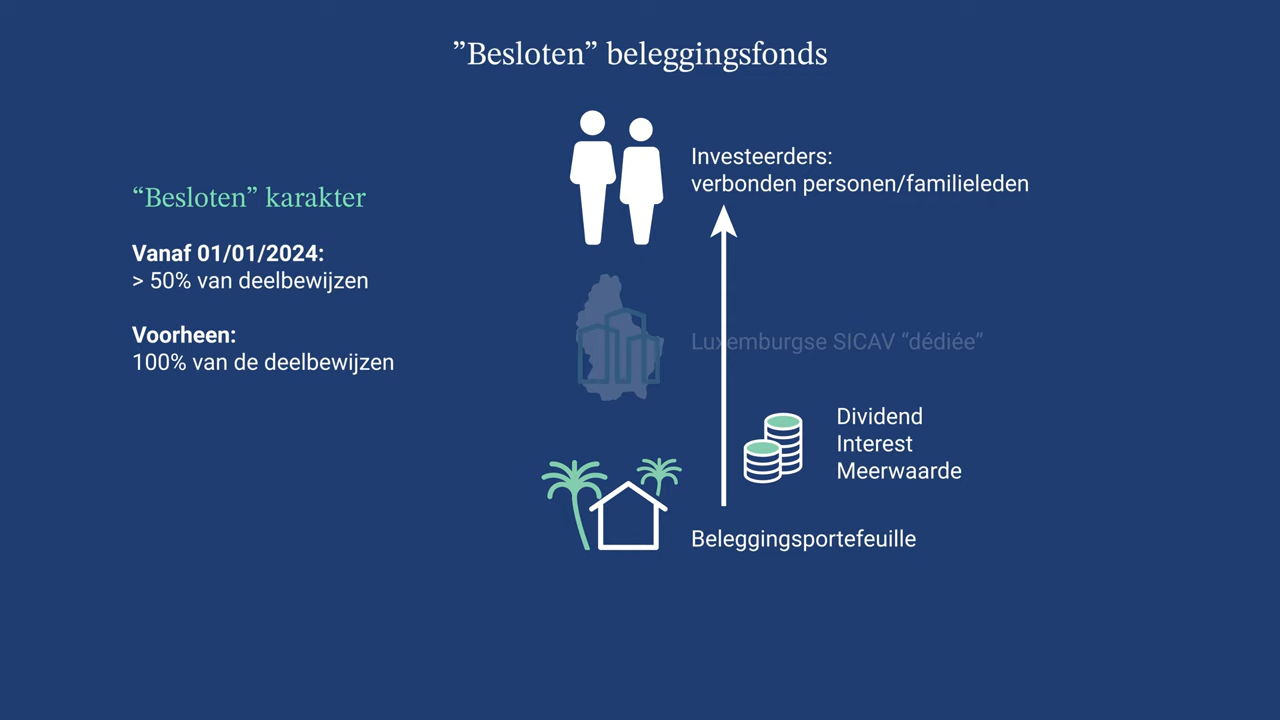 ”Besloten” beleggingsfonds
“Besloten” karakter
Vanaf 01/01/2024:
> 50% van deelbewijzen
Voorheen:
100% van de deelbewijzen
Investeerders:
verbonden personen/familieleden
Luxemburgse SICAV “dédiée”
Dividend
Interest
Meerwaarde
Beleggingsportefeuille